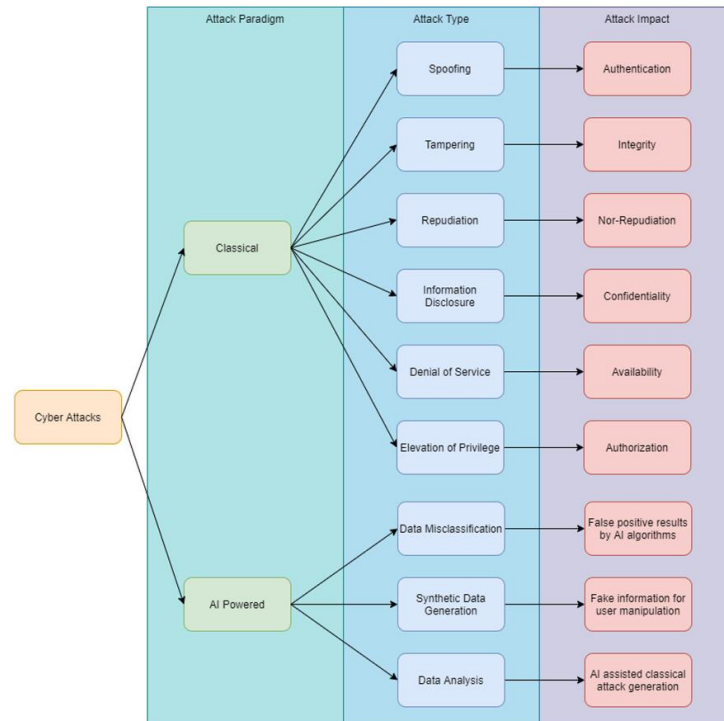 Attack Paradigm
Attack Type
Attack Impact
Spoofing
Authentication
Tampering
Integrity
Repudiation
Nor-Repudiation
Classical
Information
Disclosure
Confidentiality
Denial of Service
Availability
Cyber Attacks
Elevation of Privilege
Authorization
Data Misclassification
False positive results
by AI algorithms
AI Powered
Synthetic Data
Generation
Fake information for
user manipulation
Data Analysis
AI assisted classical
attack generation